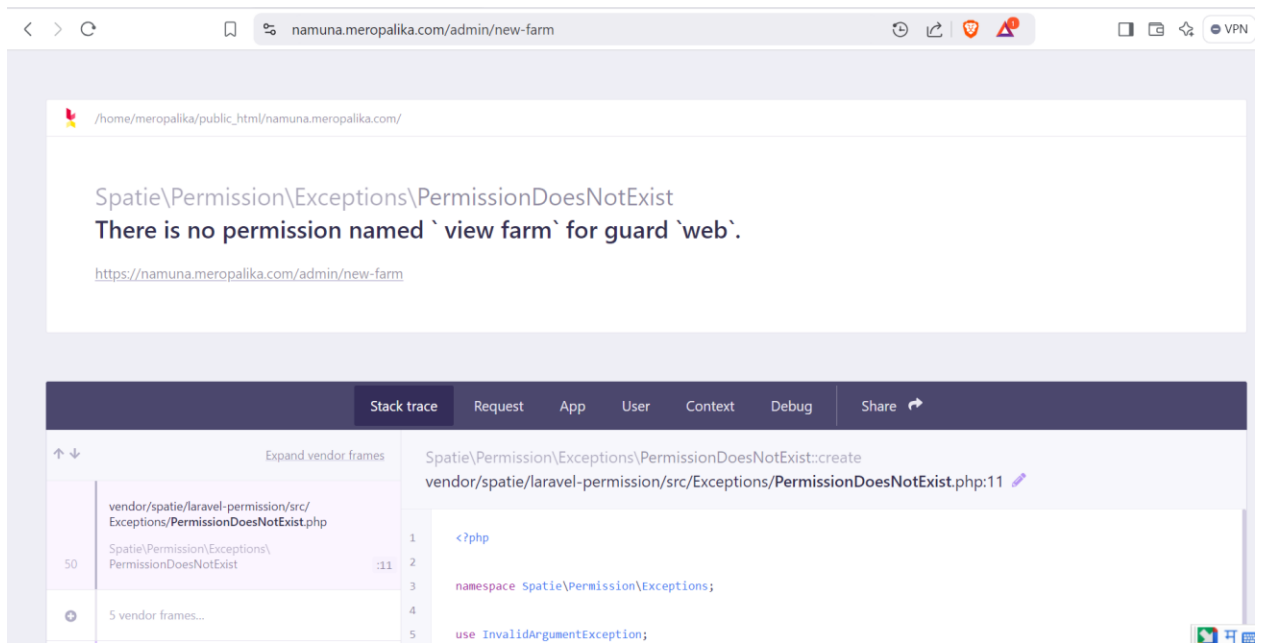 namuna.meropalika.com/admin/new-farm
1
VPN
/home/meropalika/public_html/namuna.meropalika.com/
Spatie\Permission\Exceptions\PermissionDoesNotExist
There is no permission named ` view farm` for guard `web`.
https://namuna.meropalika.com/admin/new-farm
Stack trace Request App User Context Debug Share
Expand vendor frames
vendor/spatie/laravel-permission/src/
Exceptions/PermissionDoesNotExist.php
Spatie\Permission\Exceptions\
50 PermissionDoesNotExist :11
5 vendor frames...
Spatie\Permission\Exceptions\PermissionDoesNotExist::create
vendor/spatie/laravel-permission/src/Exceptions/PermissionDoesNotExist.php:11
1 <?php
2
3 namespace Spatie\Permission\Exceptions;
4
5 use InvalidArgumentException;
म